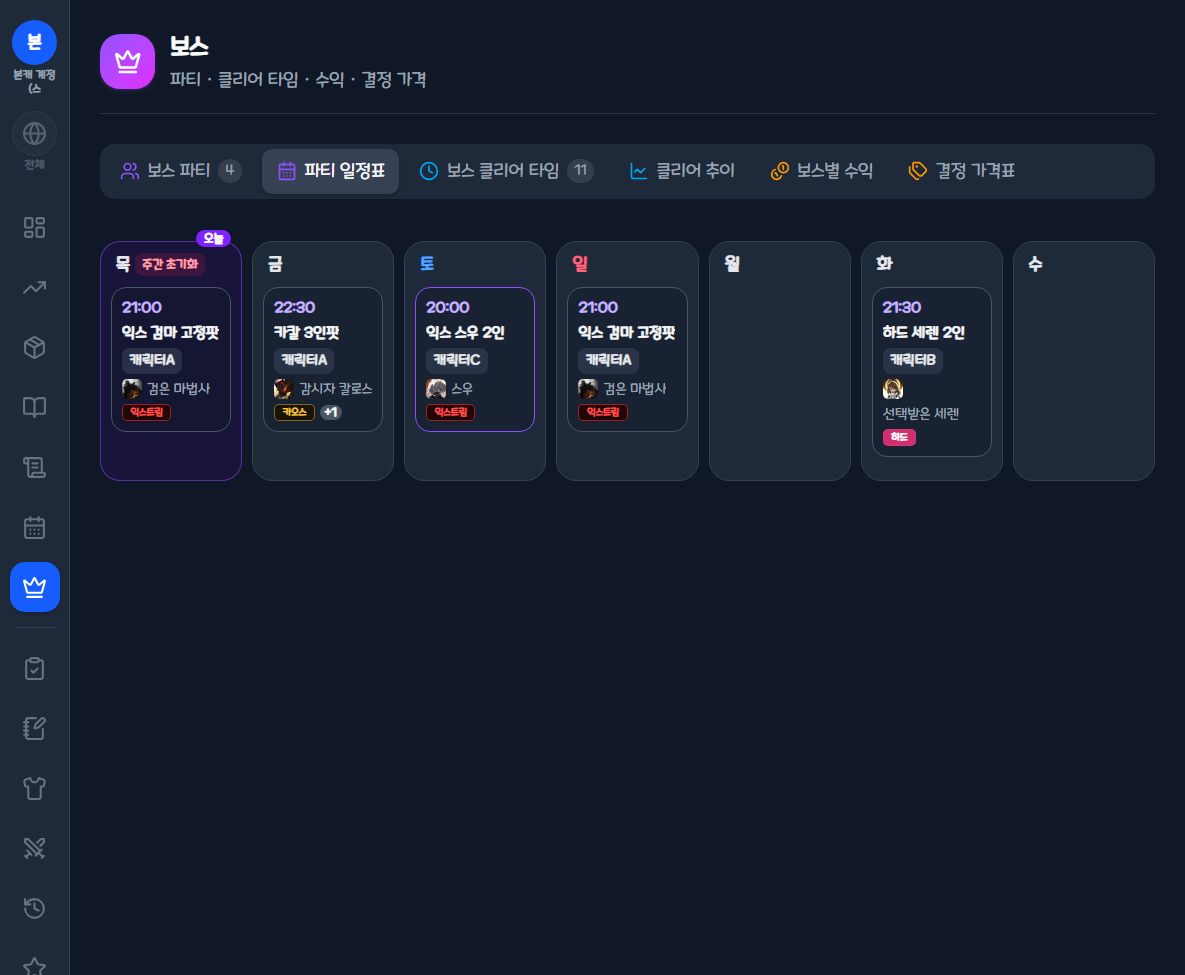 본
본캐 계정
(스
전체
보스
파티 · 클리어 타임 · 수익 · 결정 가격
보스 파티 4
파티 일정표
보스 클리어 타임 11
클리어 추이
보스별 수익
결정 가격표
오늘
목 주간 초기화
21:00
익스 검마 고정팟
캐릭터A
검은 마법사
익스트림
금
22:30
카칼 3인팟
캐릭터A
감시자 칼로스
카오스 +1
토
20:00
익스 스우 2인
캐릭터C
스우
익스트림
일
21:00
익스 검마 고정팟
캐릭터A
검은 마법사
익스트림
월
화
21:30
하드 세렌 2인
캐릭터B
선택받은 세렌
하드
수